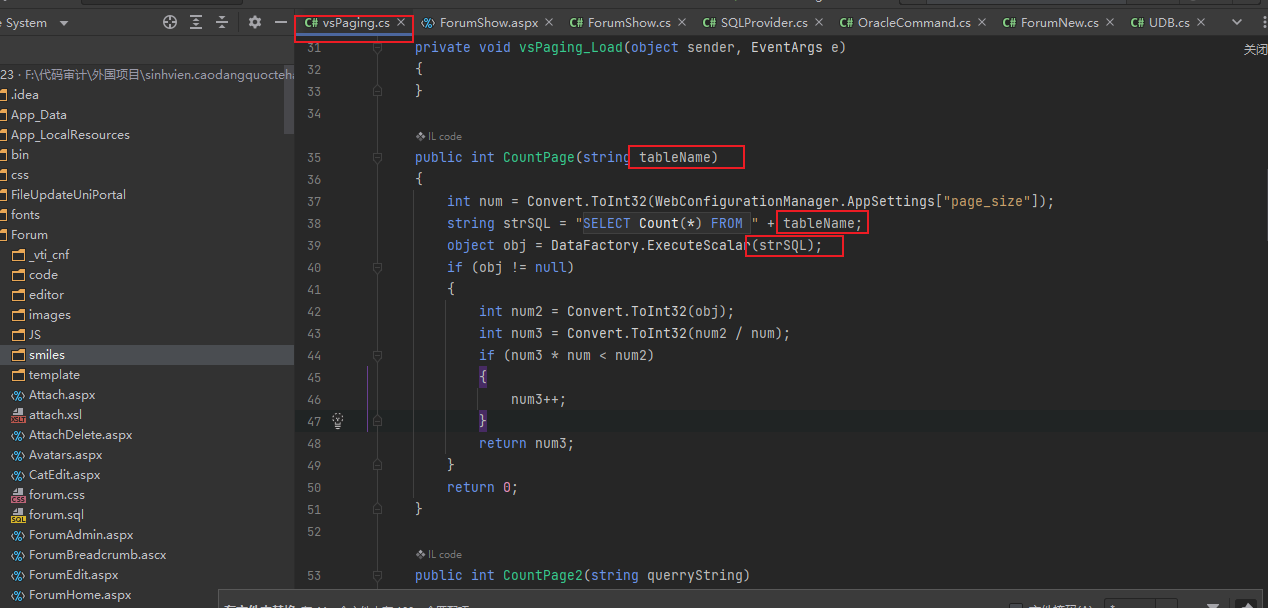 System
vsPaging.cs ForumShow.aspx ForumShow.cs SQLProvider.cs OracleCommand.cs ForumNew.cs UDB.cs
关闭
23 · F:\代码审计\外国项目\sinhvien.caodangquocteha
.idea
App_Data
App_LocalResources
bin
css
FileUpdateUniPortal
fonts
Forum
_vti_cnf
code
editor
images
JS
smiles
template
Attach.aspx
attach.xsl
AttachDelete.aspx
Avatars.aspx
CatEdit.aspx
forum.css
forum.sql
ForumAdmin.aspx
ForumBreadcrumb.ascx
ForumEdit.aspx
ForumHome.aspx
31 private void vsPaging_Load(object sender, EventArgs e)
32 {
33 }
34
IL code
35 public int CountPage(string tableName)
36 {
37 int num = Convert.ToInt32(WebConfigurationManager.AppSettings["page_size"]);
38 string strSQL = "SELECT Count(*) FROM " + tableName;
39 object obj = DataFactory.ExecuteScalar(strSQL);
40 if (obj != null)
41 {
42 int num2 = Convert.ToInt32(obj);
43 int num3 = Convert.ToInt32(num2 / num);
44 if (num3 * num < num2)
45 {
46 num3++;
47 }
48 return num3;
49 }
50 return 0;
51 }
52
IL code
53 public int CountPage2(string querryString)